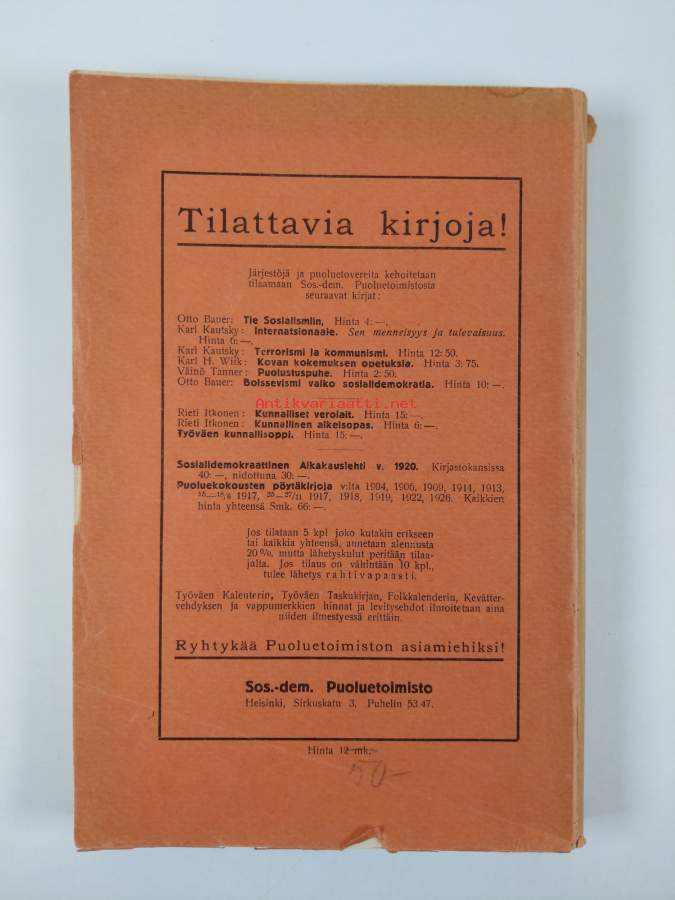 Tilattavia kirjoja!
Järjestöjä ja puoluetovereita kehoitetaan
tilaamaan Sos.-dem. Puoluetoimistosta
seuraavat kirjat:
Otto Bauer: Tie Sosialismiin. Hinta 4:—.
Karl Kautsky: Internatsionaale. Sen menneisyys ja tulevaisuus.
Hinta 6:—.
Karl Kautsky: Terrorismi ja kommunismi. Hinta 12:50.
Karl H. Wiik: Kovan kokemuksen opetuksia. Hinta 3:75.
Väinö Tanner: Puolustuspuhe. Hinta 2:50.
Otto Bauer: Bolsevismi vaiko sosialidemokratia. Hinta 10:—.
Antikvariaatti.net
Rieti Itkonen: Kunnalliset verolait. Hinta 15:—.
Rieti Itkonen: Kunnallinen alkeisopas. Hinta 6:—.
Työväen kunnallisoppi. Hinta 15:—.
Sosialidemokraattinen Aikakauslehti v. 1920. Kirjastokansissa
40:—, nidottuna 30:—.
Puoluekokousten pöytäkirjoja v:lta 1904, 1906, 1909, 1911, 1913,
15—18/6 1917, 25—27/11 1917, 1918, 1919, 1922, 1926. Kaikkien
hinta yhteensä Smk. 66:—.
Jos tilataan 5 kpl joko kutakin erikseen
tai kaikkia yhteensä, annetaan alennusta
20 %, mutta lähetyskulut peritään tilaa-
jalta. Jos tilaus on vähintään 10 kpl.,
tulee lähetys rahtivapaasti.
Työväen Kalenterin, Työväen Taskukirjan, Folkkalenderin, Kevätter-
vehdyksen ja vappumerkkien hinnat ja levitysehdot ilmoitetaan aina
niiden ilmestyessä erittäin.
Ryhtykää Puoluetoimiston asiamiehiksi!
Sos.-dem. Puoluetoimisto
Helsinki, Sirkuskatu 3. Puhelin 53 47.
Hinta 12 mk.-
50-